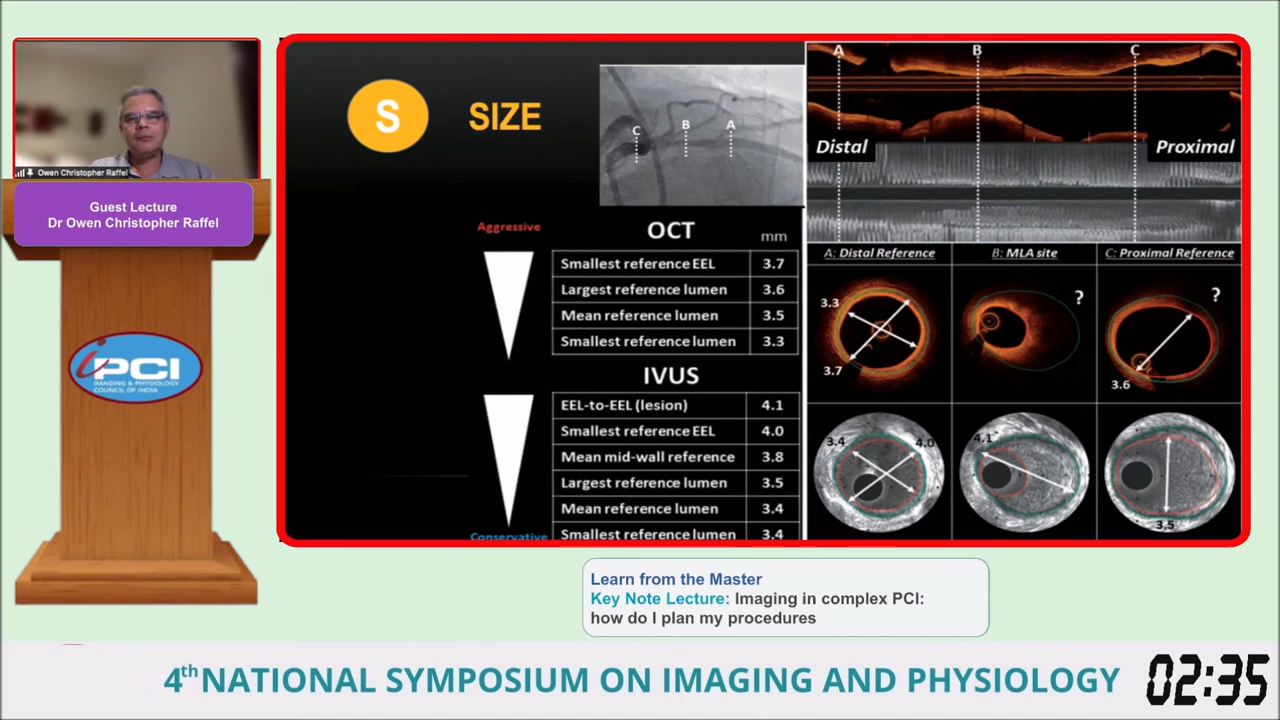 Owen Christopher Raffel
Guest Lecture
Dr Owen Christopher Raffel
iPCI
IMAGING & PHYSIOLOGY
COUNCIL OF INDIA
S SIZE
C B A
Aggressive
OCT mm
Smallest reference EEL 3.7
Largest reference lumen 3.6
Mean reference lumen 3.5
Smallest reference lumen 3.3
IVUS
EEL-to-EEL (lesion) 4.1
Smallest reference EEL 4.0
Mean mid-wall reference 3.8
Largest reference lumen 3.5
Mean reference lumen 3.4
Smallest reference lumen 3.4
Conservative
A B C
Distal Proximal
A: Distal Reference B: MLA site C: Proximal Reference
3.3 ? ?
3.7 3.6
3.4 4.0 4.1
3.5
Learn from the Master
Key Note Lecture: Imaging in complex PCI:
how do I plan my procedures
4th NATIONAL SYMPOSIUM ON IMAGING AND PHYSIOLOGY
02:35